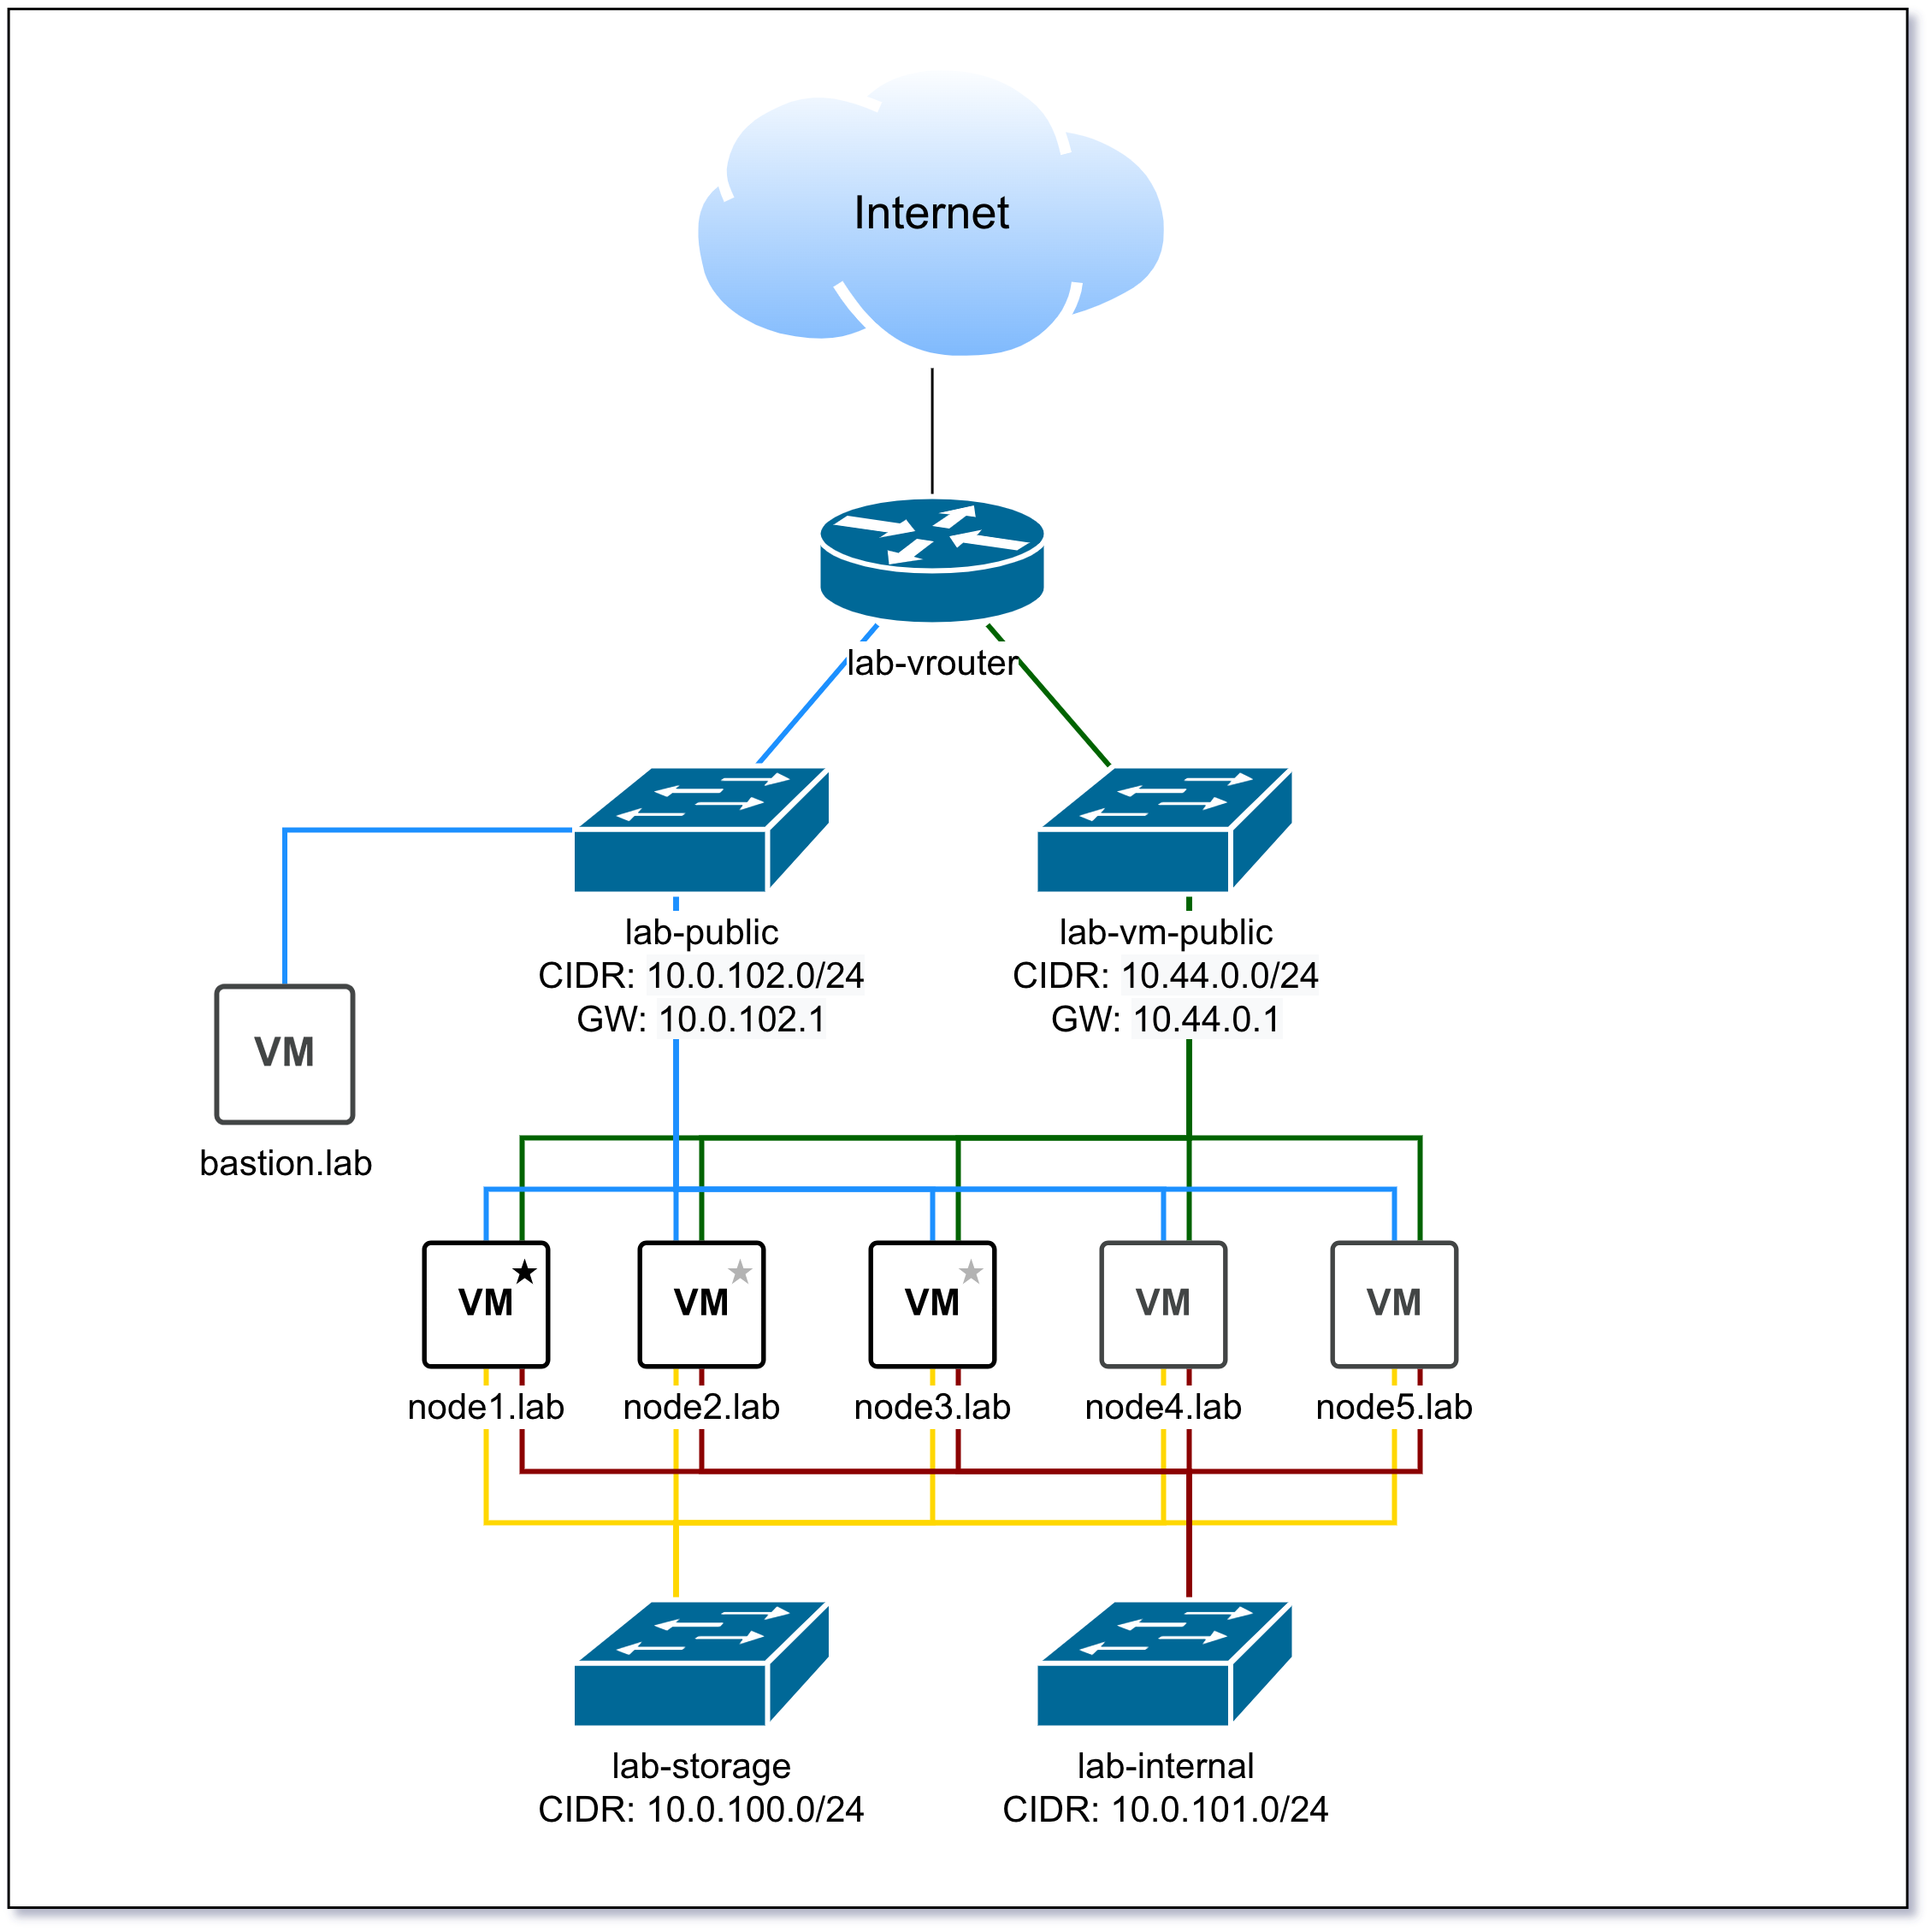 Internet
lab-vrouter
lab-public
CIDR: 10.0.102.0/24
GW: 10.0.102.1
lab-vm-public
CIDR: 10.44.0.0/24
GW: 10.44.0.1
VM
bastion.lab
VM
VM
VM
VM
VM
node1.lab
node2.lab
node3.lab
node4.lab
node5.lab
lab-storage
CIDR: 10.0.100.0/24
lab-internal
CIDR: 10.0.101.0/24